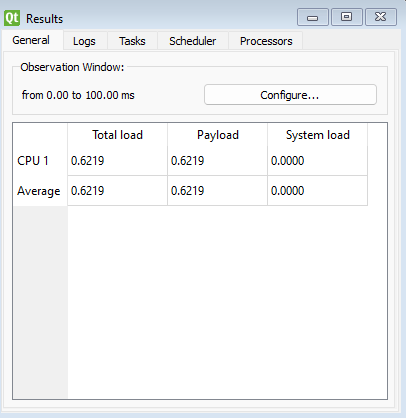 Qt Results
General Logs Tasks Scheduler Processors
Observation Window:
from 0.00 to 100.00 ms Configure...
Total load Payload System load
CPU 1 0.6219 0.6219 0.0000
Average 0.6219 0.6219 0.0000